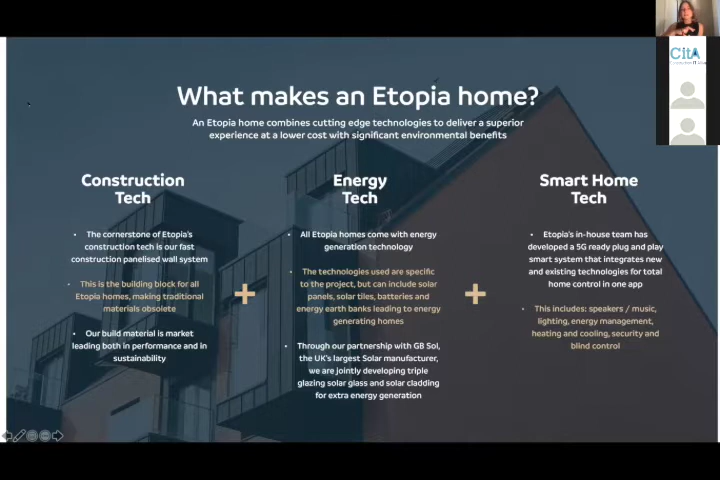 What makes an Etopia home?
An Etopia home combines cutting edge technologies to deliver a superior
experience at a lower cost with significant environmental benefits
Construction
Tech
• The cornerstone of Etopia's
construction tech is our fast
construction panelised wall system
• This is the building block for all
Etopia homes, making traditional
materials obsolete
• Our build material is market
leading both in performance and in
sustainability
Energy
Tech
• All Etopia homes come with energy
generation technology
• The technologies used are specific
to the project, but can include solar
panels, solar tiles, batteries and
energy earth banks leading to energy
generating homes
• Through our partnership with GB Sol,
the UK's largest Solar manufacturer,
we are jointly developing triple
glazing solar glass and solar cladding
for extra energy generation
Smart Home
Tech
• Etopia's in-house team has
developed a 5G ready plug and play
smart system that integrates new
and existing technologies for total
home control in one app
• This includes: speakers / music,
lighting, energy management,
heating and cooling, security and
blind control
+
+
CitA